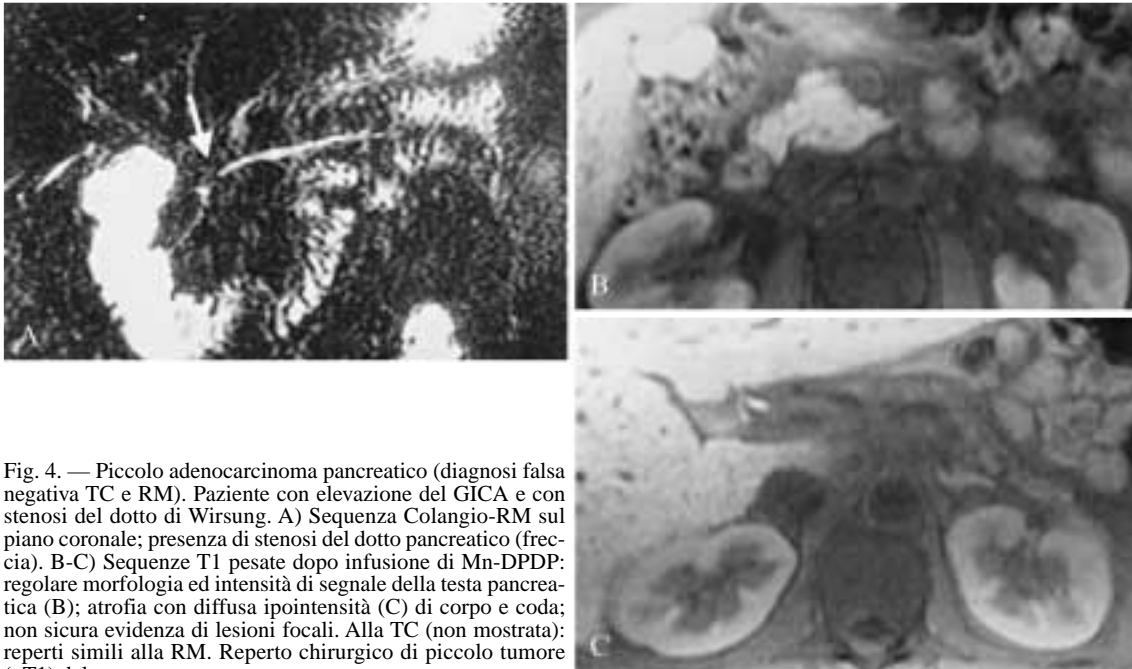 A
B
C
Fig. 4. — Piccolo adenocarcinoma pancreatico (diagnosi falsa
negativa TC e RM). Paziente con elevazione del GICA e con
stenosi del dotto di Wirsung. A) Sequenza Colangio-RM sul
piano coronale; presenza di stenosi del dotto pancreatico (frec-
cia). B-C) Sequenze T1 pesate dopo infusione di Mn-DPDP:
regolare morfologia ed intensità di segnale della testa pancrea-
tica (B); atrofia con diffusa ipointensità (C) di corpo e coda;
non sicura evidenza di lesioni focali. Alla TC (non mostrata):
reperti simili alla RM. Reperto chirurgico di piccolo tumore